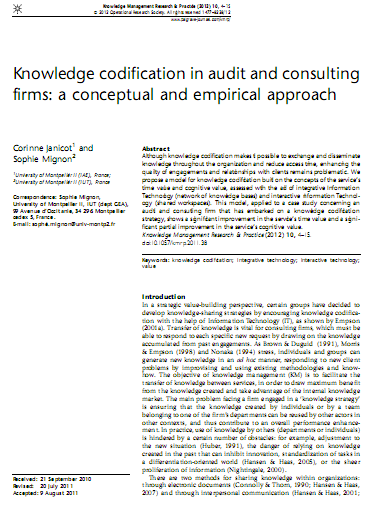 Knowledge Management Research & Practice (2012) 10, 4–15
© 2012 Operational Research Society. All rights reserved 1477-8238/12
www.palgrave-journals.com/kmrp
Knowledge codification in audit and consulting
firms: a conceptual and empirical approach
Corinne Janicot1 and
Sophie Mignon2
1University of Montpellier II (IAE), France;
2University of Montpellier II (IUT), France
Correspondence: Sophie Mignon,
University of Montpellier II, IUT (dept GEA),
99 Avenue d'Occitanie, 34 296 Montpellier
cedex 5, France.
E-mail: sophie.mignon@univ-montp2.fr
Received: 21 September 2010
Revised: 20 July 2011
Accepted: 9 August 2011
Abstract
Although knowledge codification makes it possible to exchange and disseminate
knowledge throughout the organization and reduce access time, enhancing the
quality of engagements and relationships with clients remains problematic. We
propose a model for knowledge codification built on the concepts of the service's
time value and cognitive value, assessed with the aid of Integrative Information
Technology (network of knowledge bases) and Interactive Information Technol-
ogy (shared workspaces). This model, applied to a case study concerning an
audit and consulting firm that has embarked on a knowledge codification
strategy, shows a significant improvement in the service's time value and a signi-
ficant partial improvement in the service's cognitive value.
Knowledge Management Research & Practice (2012) 10, 4–15.
doi:10.1057/kmrp.2011.38
Keywords: knowledge codification; integrative technology; interactive technology;
value
Introduction
In a strategic value-building perspective, certain groups have decided to
develop knowledge-sharing strategies by encouraging knowledge codifica-
tion with the help of Information Technology (IT), as shown by Empson
(2001a). Transfer of knowledge is vital for consulting firms, which must be
able to respond to each specific new request by drawing on the knowledge
accumulated from past engagements. As Brown & Duguid (1991), Morris
& Empson (1998) and Nonaka (1994) stress, individuals and groups can
generate new knowledge in an ad hoc manner, responding to new client
problems by improvising and using existing methodologies and know-
how. The objective of knowledge management (KM) is to facilitate the
transfer of knowledge between services, in order to draw maximum benefit
from the knowledge created and take advantage of the internal knowledge
market. The main problem facing a firm engaged in a 'knowledge strategy'
is ensuring that the knowledge created by individuals or by a team
belonging to one of the firm's departments can be reused by other actors in
other contexts, and thus contribute to an overall performance enhance-
ment. In practice, use of knowledge by others (departments or individuals)
is hindered by a certain number of obstacles: for example, adjustment to
the new situation (Huber, 1991), the danger of relying on knowledge
created in the past that can inhibit innovation, standardization of tasks in
a differentiation-oriented world (Hansen & Haas, 2005), or the sheer
proliferation of information (Nightingale, 2000).
There are two methods for sharing knowledge within organizations:
through electronic documents (Connolly & Thorn, 1990; Hansen & Haas,
2007) and through interpersonal communication (Hansen & Haas, 2001;